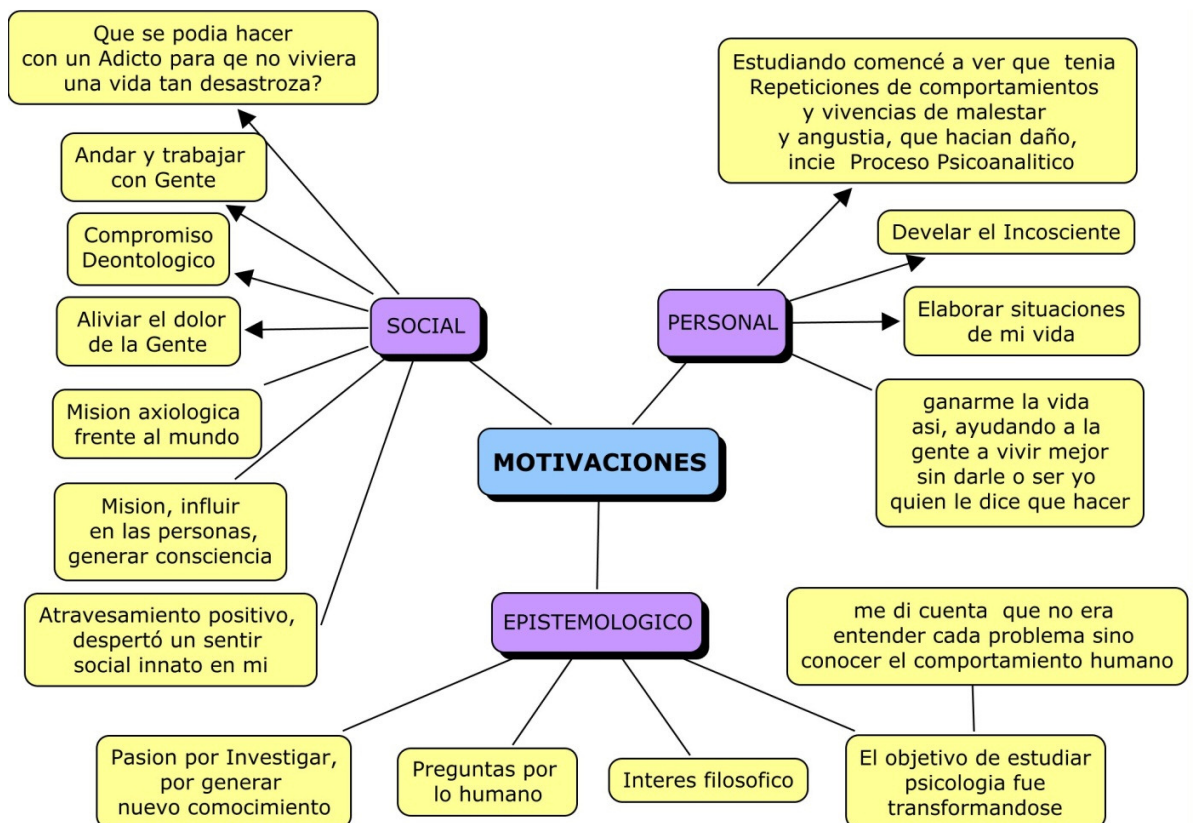 Que se podia hacer
con un Adicto para qe no viviera
una vida tan desastroza?
Andar y trabajar
con Gente
Compromiso
Deontologico
Aliviar el dolor
de la Gente
Mision axiologica
frente al mundo
Mision, influir
en las personas,
generar consciencia
Atravesamiento positivo,
despertó un sentir
social innato en mi
SOCIAL
Estudiando comencé a ver que tenia
Repeticiones de comportamientos
y vivencias de malestar
y angustia, que hacian daño,
incie Proceso Psicoanalitico
Develar el Incosciente
Elaborar situaciones
de mi vida
ganarme la vida
asi, ayudando a la
gente a vivir mejor
sin darle o ser yo
quien le dice que hacer
PERSONAL
MOTIVACIONES
EPISTEMOLOGICO
me di cuenta que no era
entender cada problema sino
conocer el comportamiento humano
Pasion por Investigar,
por generar
nuevo comocimiento
Preguntas por
lo humano
Interes filosofico
El objetivo de estudiar
psicologia fue
transformandose